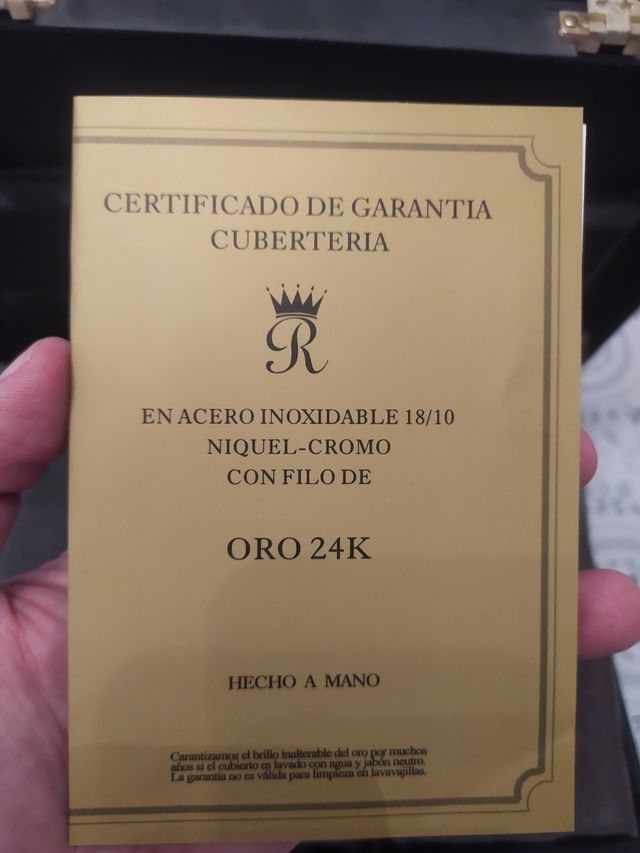 CERTIFICADO DE GARANTIA
CUBERTERIA
R
EN ACERO INOXIDABLE 18/10
NIQUEL-CROMO
CON FILO DE
ORO 24K
HECHO A MANO
Garantizamos el brillo inalterable del oro por muchos
años si el cubierto es lavado con agua y jabón neutro.
La garantia no es válida para limpieza en lavavajillas.